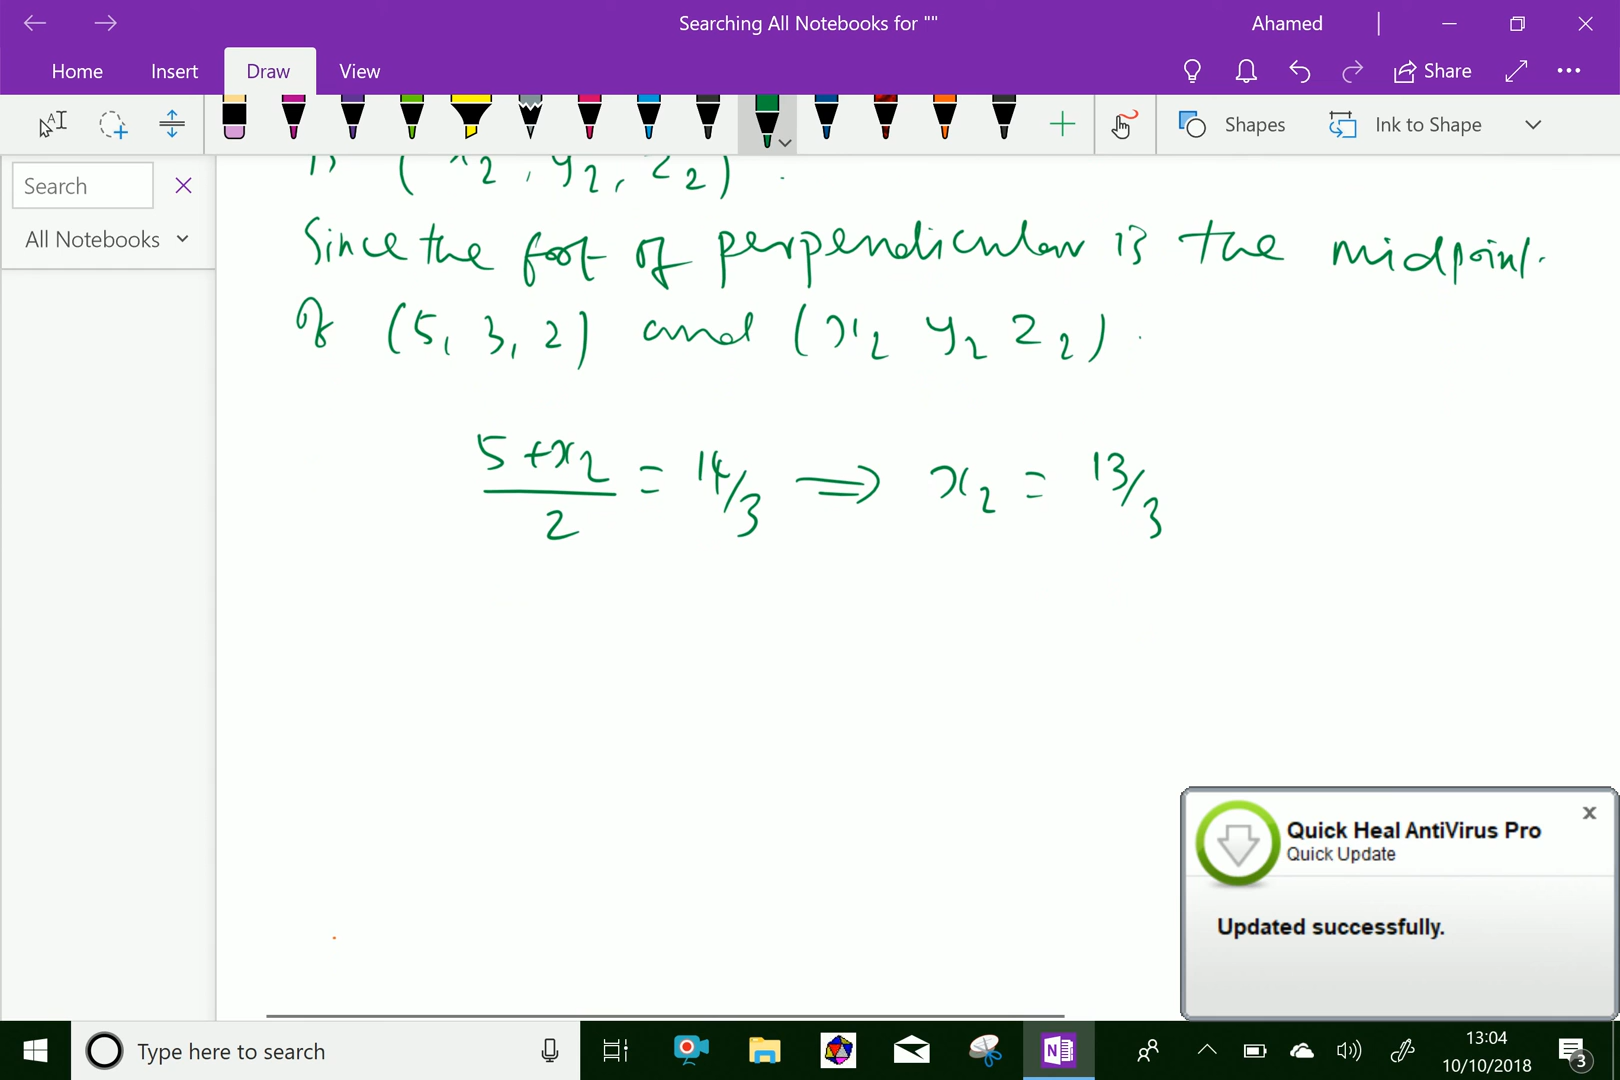 Searching All Notebooks for ""
Ahamed
Home Insert Draw View
Share
Shapes
Ink to Shape
Search
All Notebooks
is (x2, y2, z2).
Since the foot of perpendicular is the midpoint.
of (5, 3, 2) and (x2 y2 z2).
5+x2/2 = 14/3 ⟹ x2 = 13/3
Quick Heal AntiVirus Pro
Quick Update
Updated successfully.
Type here to search
13:04
10/10/2018
3